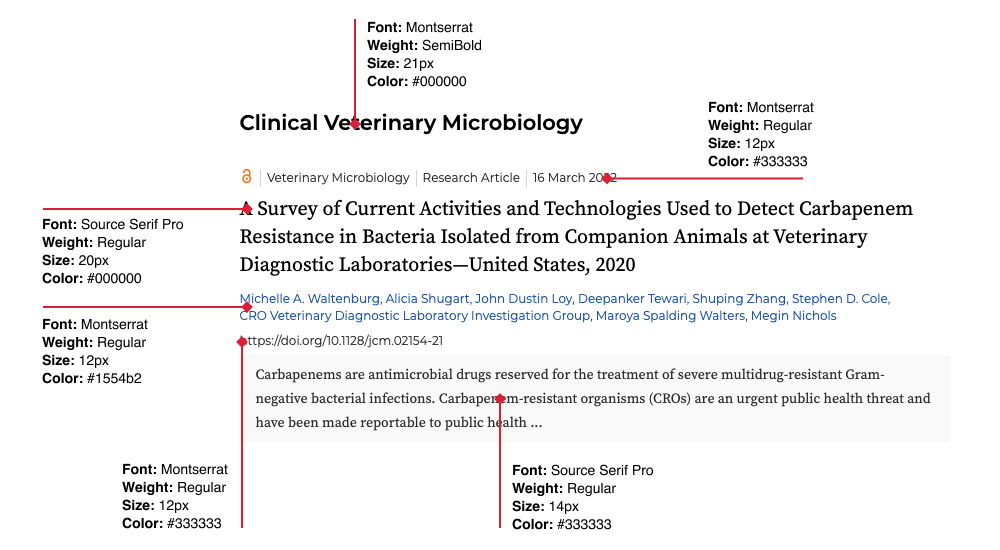 Font: Montserrat
Weight: SemiBold
Size: 21px
Color: #000000
Font: Montserrat
Weight: Regular
Size: 12px
Color: #333333
Clinical Veterinary Microbiology
Veterinary Microbiology | Research Article | 16 March 2022
Font: Source Serif Pro
Weight: Regular
Size: 20px
Color: #000000
A Survey of Current Activities and Technologies Used to Detect Carbapenem
Resistance in Bacteria Isolated from Companion Animals at Veterinary
Diagnostic Laboratories—United States, 2020
Font: Montserrat
Weight: Regular
Size: 12px
Color: #1554b2
Michelle A. Waltenburg, Alicia Shugart, John Dustin Loy, Deepanker Tewari, Shuping Zhang, Stephen D. Cole,
CRO Veterinary Diagnostic Laboratory Investigation Group, Maroya Spalding Walters, Megin Nichols
https://doi.org/10.1128/jcm.02154-21
Carbapenems are antimicrobial drugs reserved for the treatment of severe multidrug-resistant Gram-
negative bacterial infections. Carbapenem-resistant organisms (CROs) are an urgent public health threat and
have been made reportable to public health ...
Font: Montserrat
Weight: Regular
Size: 12px
Color: #333333
Font: Source Serif Pro
Weight: Regular
Size: 14px
Color: #333333